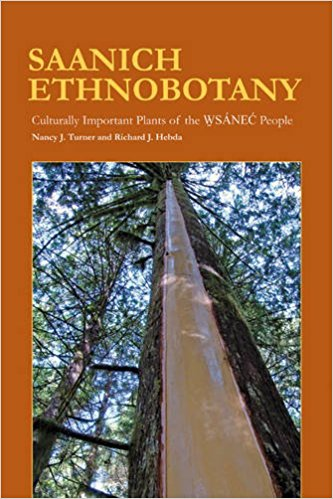 SAANICH
ETHNOBOTANY
Culturally Important Plants of the W̱SÁNEĆ People
Nancy J. Turner and Richard J. Hebda